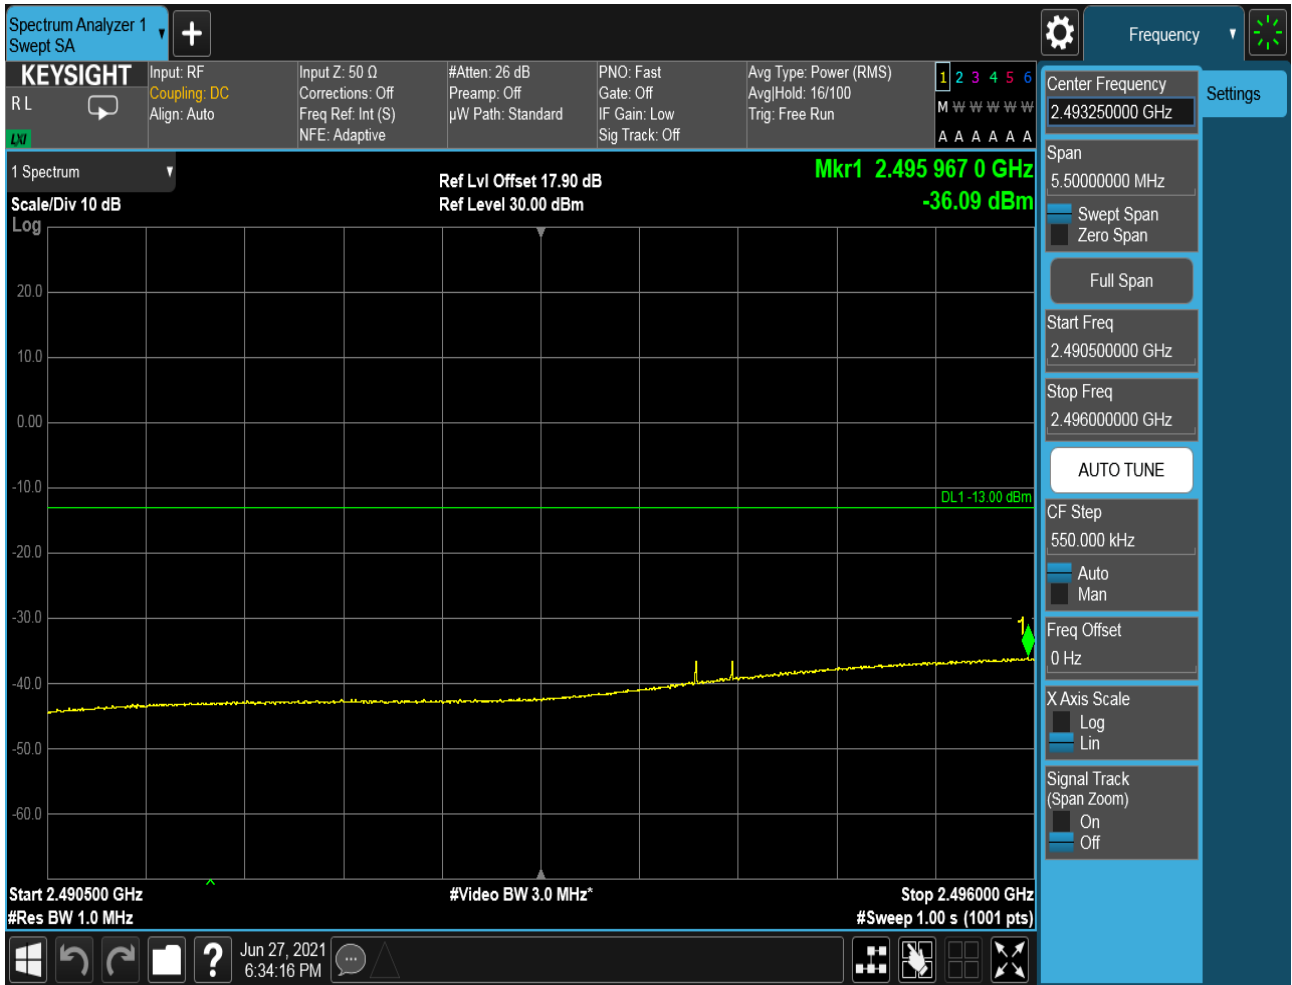 Spectrum Analyzer 1
Swept SA
+
Frequency
KEYSIGHT
R L
LXI
Input: RF
Coupling: DC
Align: Auto
Input Z: 50 Ω
Corrections: Off
Freq Ref: Int (S)
NFE: Adaptive
#Atten: 26 dB
Preamp: Off
µW Path: Standard
PNO: Fast
Gate: Off
IF Gain: Low
Sig Track: Off
Avg Type: Power (RMS)
Avg|Hold: 16/100
Trig: Free Run
1 2 3 4 5 6
M W W W W W
A A A A A A
1 Spectrum
Scale/Div 10 dB
Log
Ref Lvl Offset 17.90 dB
Ref Level 30.00 dBm
Mkr1 2.495 967 0 GHz
-36.09 dBm
20.0
10.0
0.00
-10.0
-20.0
-30.0
-40.0
-50.0
-60.0
DL1 -13.00 dBm
1
Start 2.490500 GHz
#Res BW 1.0 MHz
#Video BW 3.0 MHz*
Stop 2.496000 GHz
#Sweep 1.00 s (1001 pts)
Center Frequency
2.493250000 GHz
Settings
Span
5.50000000 MHz
Swept Span
Zero Span
Full Span
Start Freq
2.490500000 GHz
Stop Freq
2.496000000 GHz
AUTO TUNE
CF Step
550.000 kHz
Auto
Man
Freq Offset
0 Hz
X Axis Scale
Log
Lin
Signal Track
(Span Zoom)
On
Off
?
Jun 27, 2021
6:34:16 PM